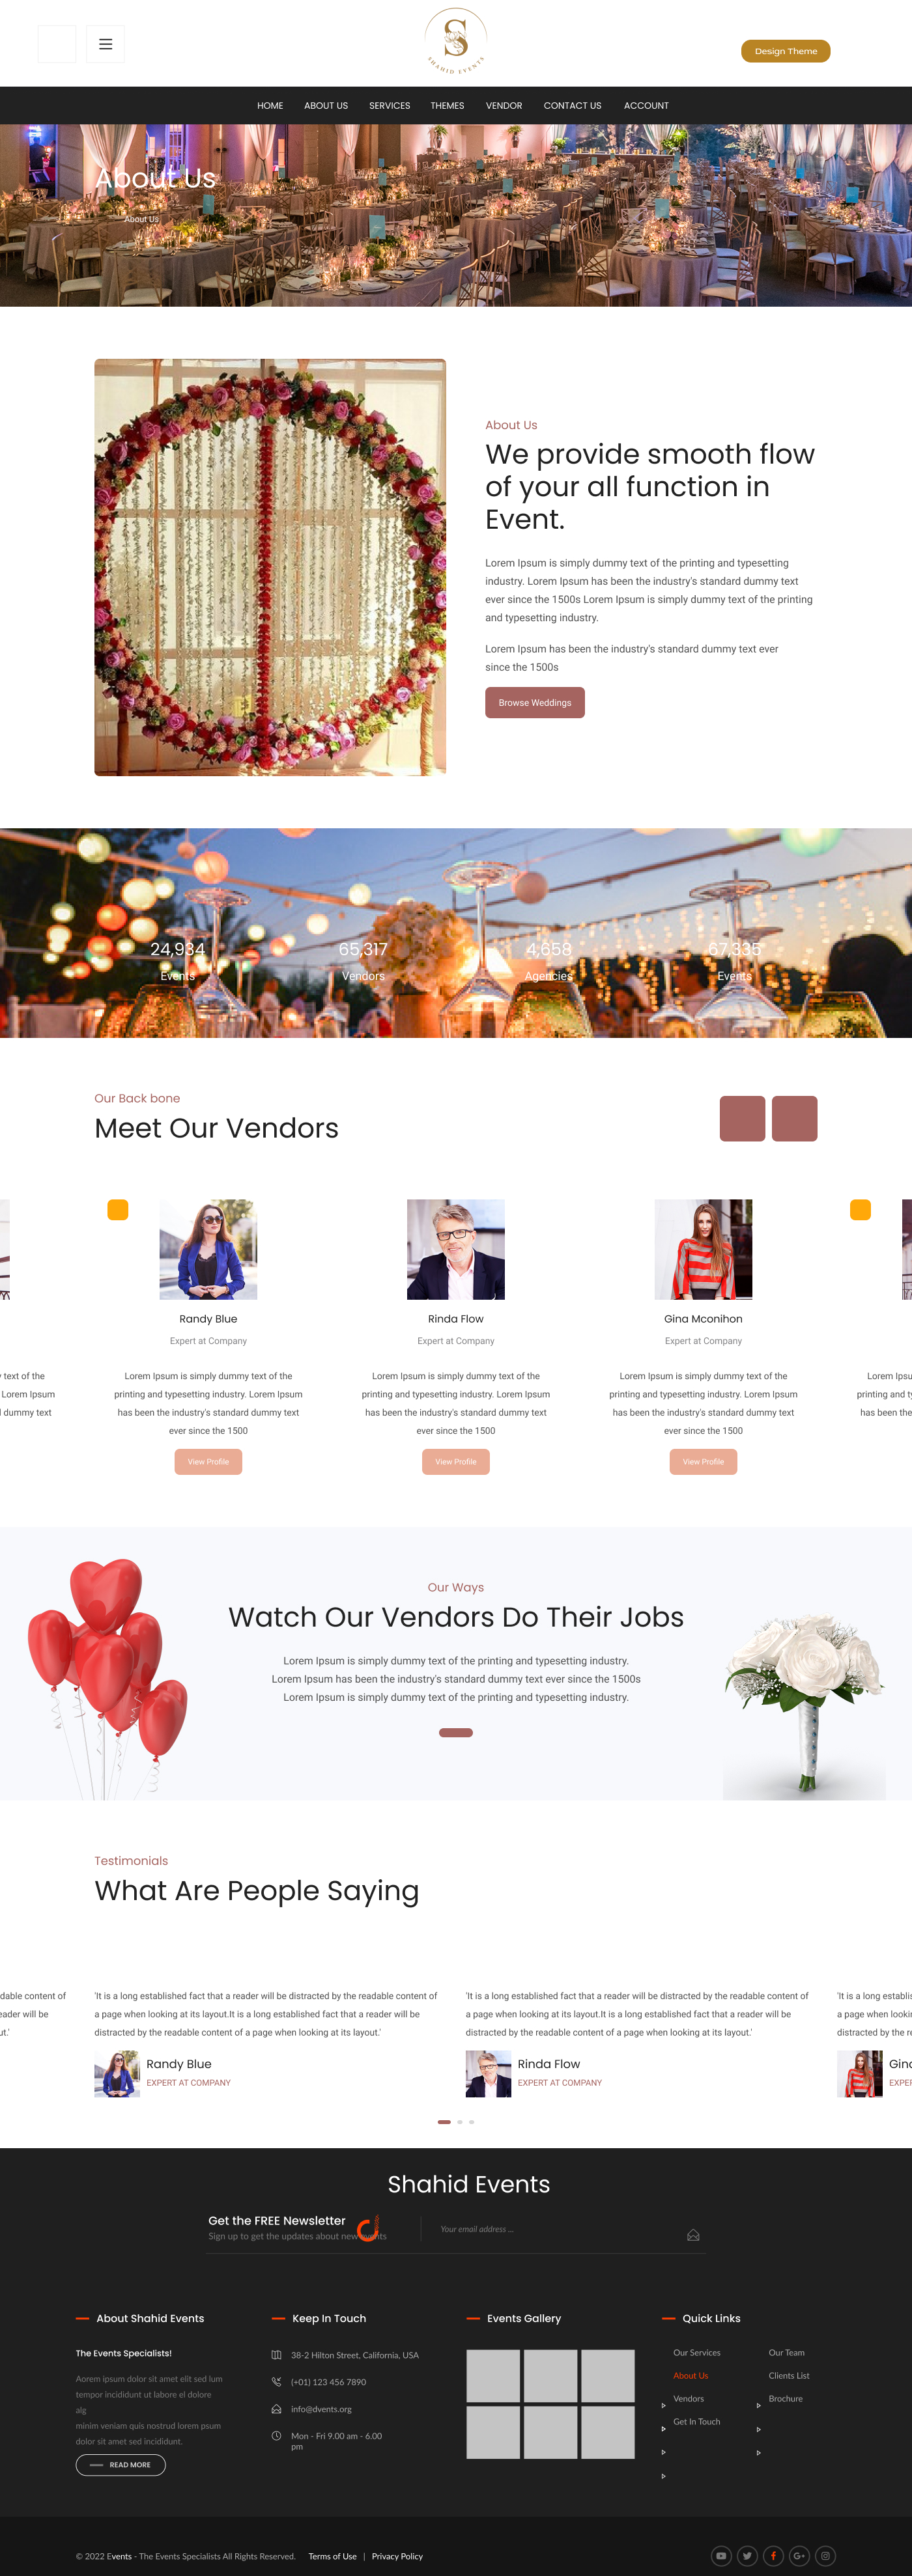 S
SHAHID EVENTS
Design Theme
HOME ABOUT US SERVICES THEMES VENDOR CONTACT US ACCOUNT
About Us
About Us
About Us
We provide smooth flow
of your all function in
Event.
Lorem Ipsum is simply dummy text of the printing and typesetting
industry. Lorem Ipsum has been the industry's standard dummy text
ever since the 1500s Lorem Ipsum is simply dummy text of the printing
and typesetting industry.
Lorem Ipsum has been the industry's standard dummy text ever
since the 1500s
Browse Weddings
24,934
Events
65,317
Vendors
4,658
Agencies
67,335
Events
Our Back bone
Meet Our Vendors
text of the
Lorem Ipsum
dummy text
Randy Blue
Expert at Company
Lorem Ipsum is simply dummy text of the
printing and typesetting industry. Lorem Ipsum
has been the industry's standard dummy text
ever since the 1500
View Profile
Rinda Flow
Expert at Company
Lorem Ipsum is simply dummy text of the
printing and typesetting industry. Lorem Ipsum
has been the industry's standard dummy text
ever since the 1500
View Profile
Gina Mconihon
Expert at Company
Lorem Ipsum is simply dummy text of the
printing and typesetting industry. Lorem Ipsum
has been the industry's standard dummy text
ever since the 1500
View Profile
Lorem Ipsu
printing and ty
has been the
Our Ways
Watch Our Vendors Do Their Jobs
Lorem Ipsum is simply dummy text of the printing and typesetting industry.
Lorem Ipsum has been the industry's standard dummy text ever since the 1500s
Lorem Ipsum is simply dummy text of the printing and typesetting industry.
Testimonials
What Are People Saying
dable content of
eader will be
ut.'
'It is a long established fact that a reader will be distracted by the readable content of
a page when looking at its layout.It is a long established fact that a reader will be
distracted by the readable content of a page when looking at its layout.'
Randy Blue
EXPERT AT COMPANY
'It is a long established fact that a reader will be distracted by the readable content of
a page when looking at its layout.It is a long established fact that a reader will be
distracted by the readable content of a page when looking at its layout.'
Rinda Flow
EXPERT AT COMPANY
'It is a long establis
a page when lookin
distracted by the re
Gina
EXPER
Shahid Events
Get the FREE Newsletter
Sign up to get the updates about new events
Your email address ...
About Shahid Events
The Events Specialists!
Aorem ipsum dolor sit amet elit sed lum
tempor incididunt ut labore el dolore
alg
minim veniam quis nostrud lorem psum
dolor sit amet sed incididunt.
READ MORE
Keep In Touch
38-2 Hilton Street, California, USA
(+01) 123 456 7890
info@dvents.org
Mon - Fri 9.00 am - 6.00
pm
Events Gallery
Quick Links
Our Services
About Us
Vendors
Get In Touch
Our Team
Clients List
Brochure
© 2022 Events - The Events Specialists All Rights Reserved. Terms of Use | Privacy Policy